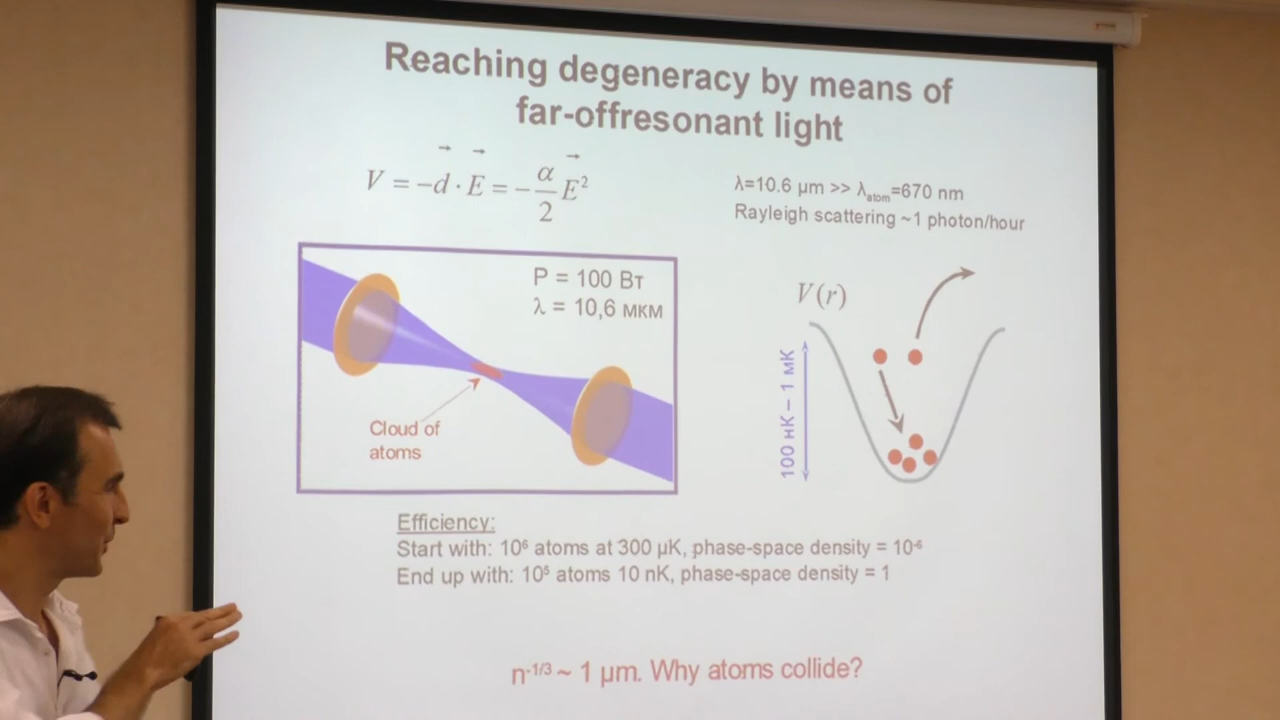 Reaching degeneracy by means of
far-offresonant light
V = −d · E = − α/2 E²
λ=10.6 µm >> λatom=670 nm
Rayleigh scattering ~1 photon/hour
P = 100 Вт
λ = 10,6 мкм
Cloud of
atoms
V(r)
100 нК – 1 мК
Efficiency:
Start with: 10⁶ atoms at 300 µK, phase-space density = 10⁻⁶
End up with: 10⁵ atoms 10 nK, phase-space density = 1
n⁻¹/³ ~ 1 µm. Why atoms collide?